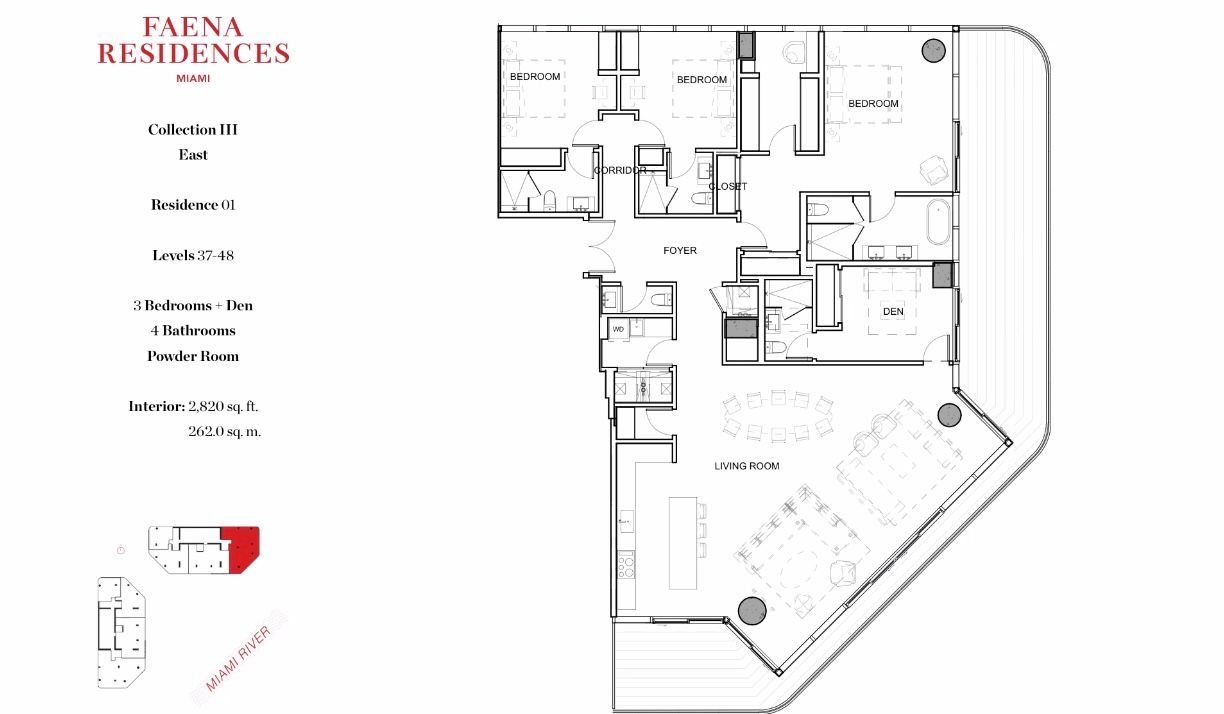 FAENA
RESIDENCES
MIAMI
Collection III
East
Residence 01
Levels 37-48
3 Bedrooms + Den
4 Bathrooms
Powder Room
Interior: 2,820 sq. ft.
262.0 sq. m.
MIAMI RIVER
BEDROOM
BEDROOM
BEDROOM
CORRIDOR
CLOSET
FOYER
DEN
WD
LIVING ROOM